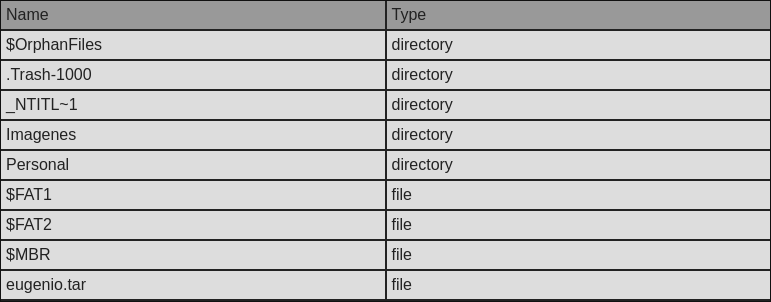 Name Type
$OrphanFiles directory
.Trash-1000 directory
_NTITL~1 directory
Imagenes directory
Personal directory
$FAT1 file
$FAT2 file
$MBR file
eugenio.tar file